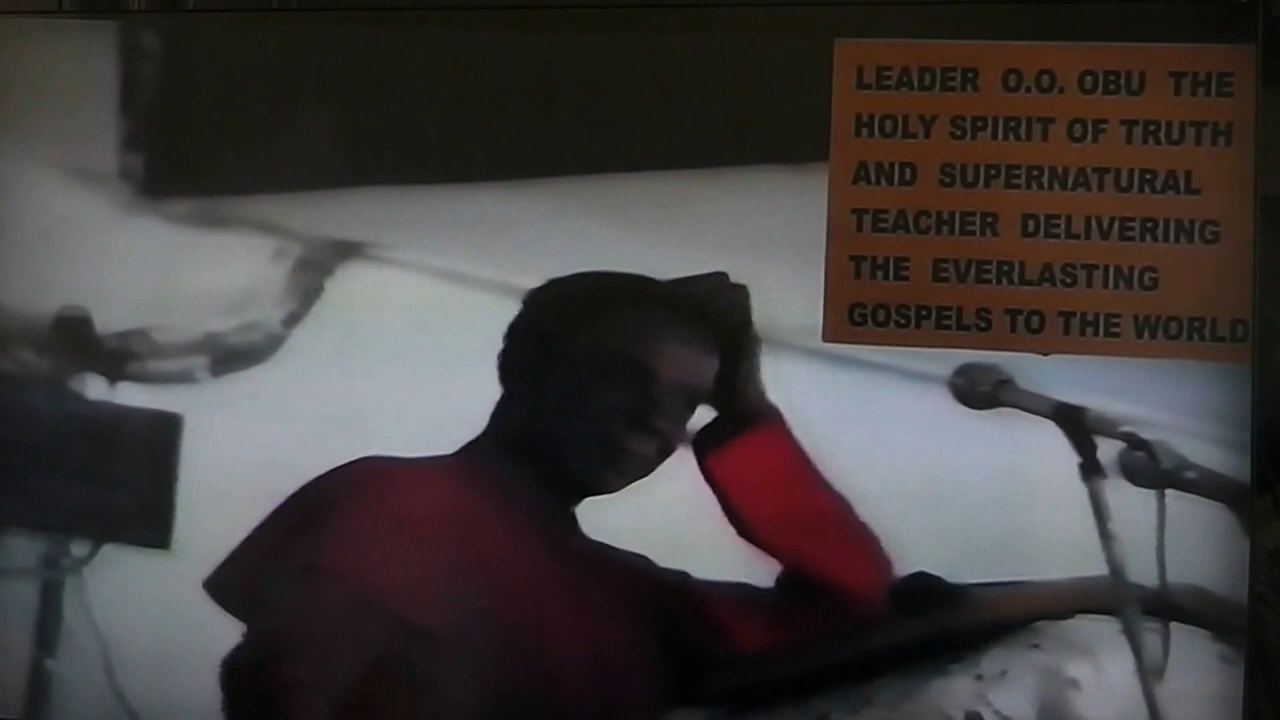 LEADER O.O. OBU THE
HOLY SPIRIT OF TRUTH
AND SUPERNATURAL
TEACHER DELIVERING
THE EVERLASTING
GOSPELS TO THE WORLD